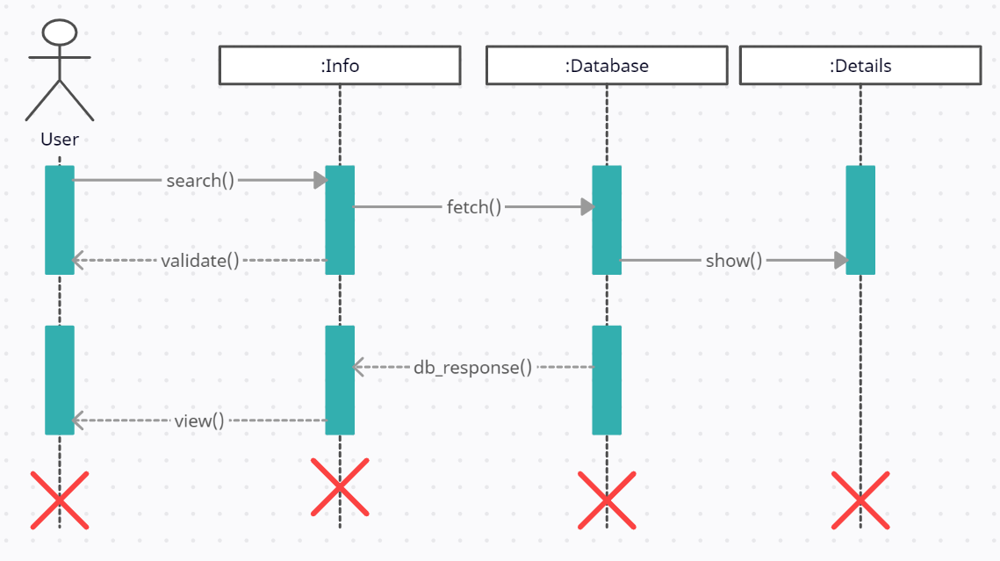 :Info
:Database
:Details
User
search()
fetch()
validate()
show()
db_response()
view()